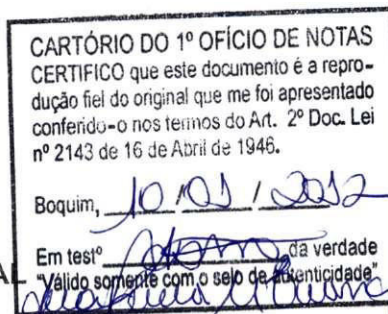 CARTÓRIO DO 1º OFÍCIO DE NOTAS
CERTIFICO que este documento é a repro-
dução fiel do original que me foi apresentado
conferido-o nos termos do Art. 2º Doc. Lei
nº 2143 de 16 de Abril de 1946.
Boquim, 10 / 01 / 2012
Em testº da verdade
AL "Válido somente com o selo de autenticidade"